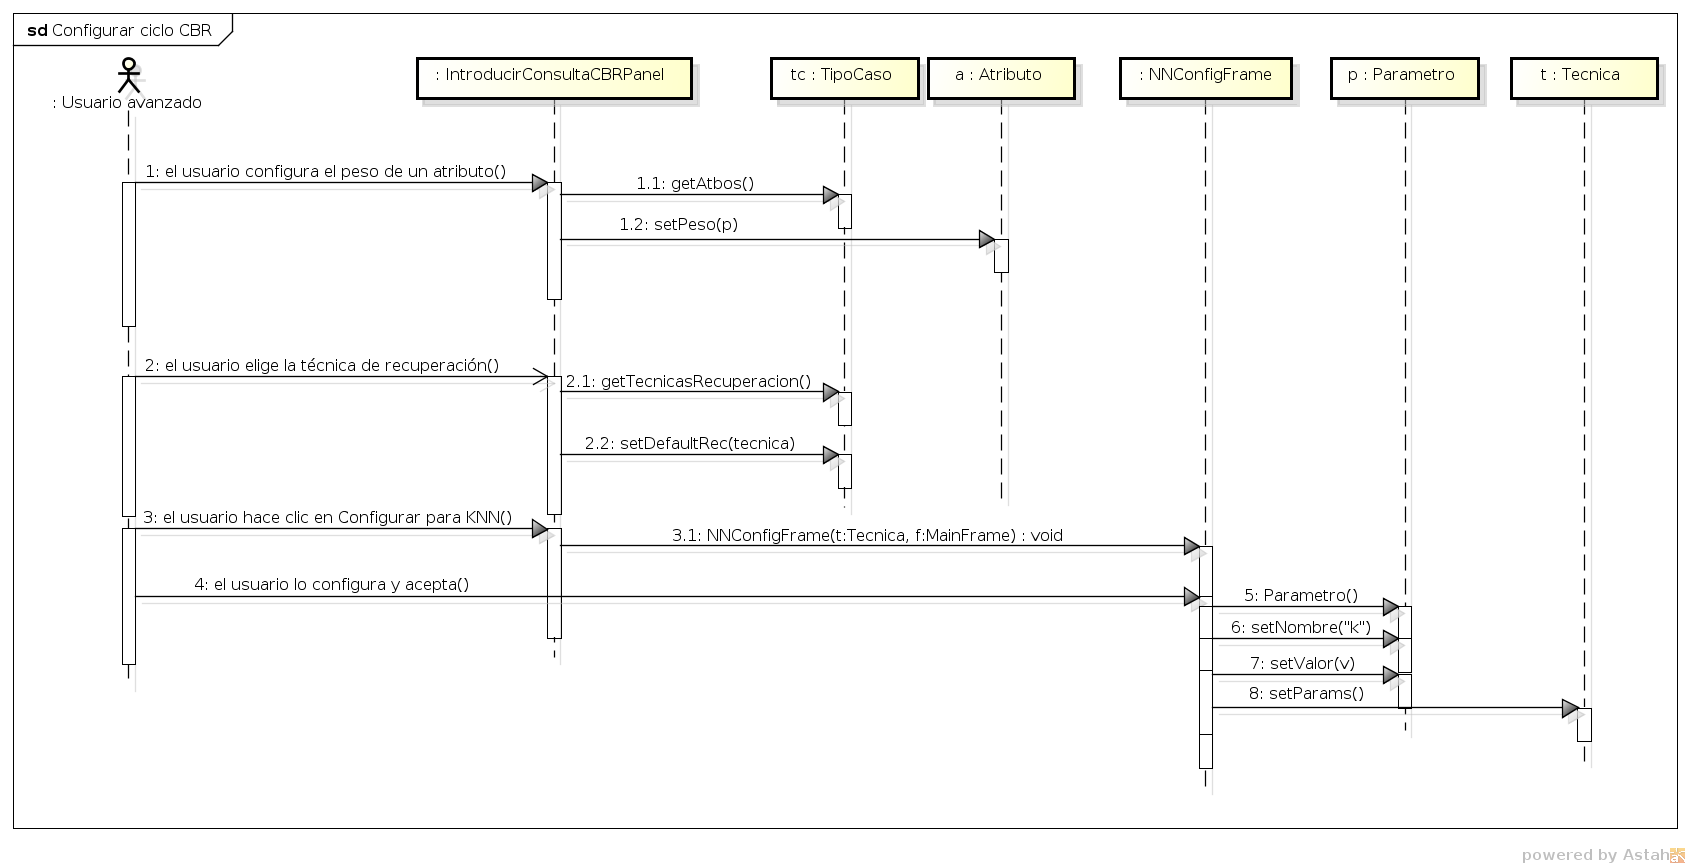 sd Configurar ciclo CBR
: Usuario avanzado
: IntroducirConsultaCBRPanel
tc : TipoCaso
a : Atributo
: NNConfigFrame
p : Parametro
t : Tecnica
1: el usuario configura el peso de un atributo()
1.1: getAtbos()
1.2: setPeso(p)
2: el usuario elige la técnica de recuperación()
2.1: getTecnicasRecuperacion()
2.2: setDefaultRec(tecnica)
3: el usuario hace clic en Configurar para KNN()
3.1: NNConfigFrame(t:Tecnica, f:MainFrame) : void
4: el usuario lo configura y acepta()
5: Parametro()
6: setNombre("k")
7: setValor(v)
8: setParams()
powered by Astah